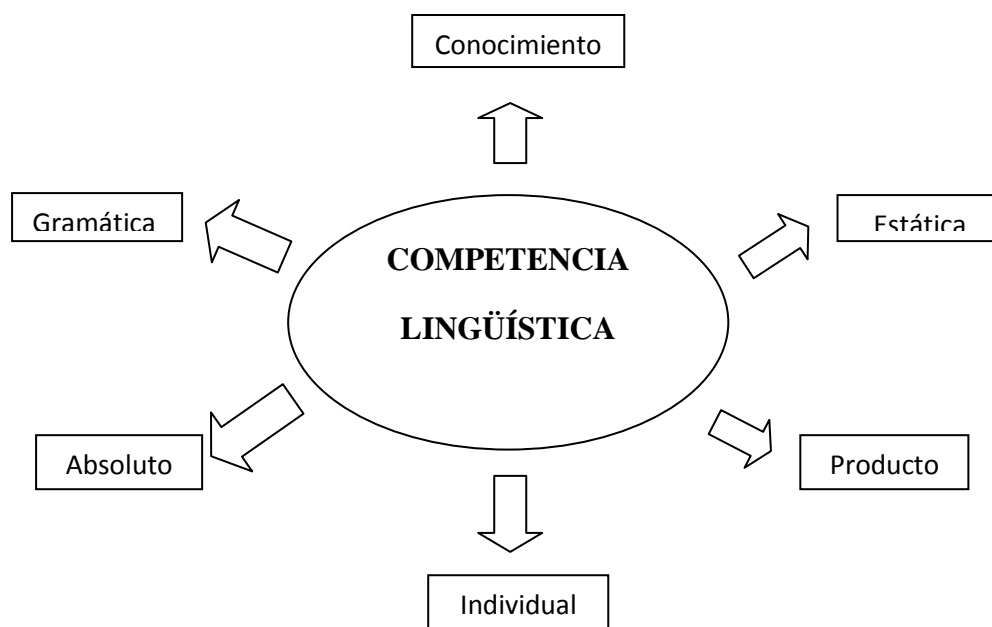 Conocimiento
Gramática
Estática
COMPETENCIA
LINGÜÍSTICA
Absoluto
Producto
Individual